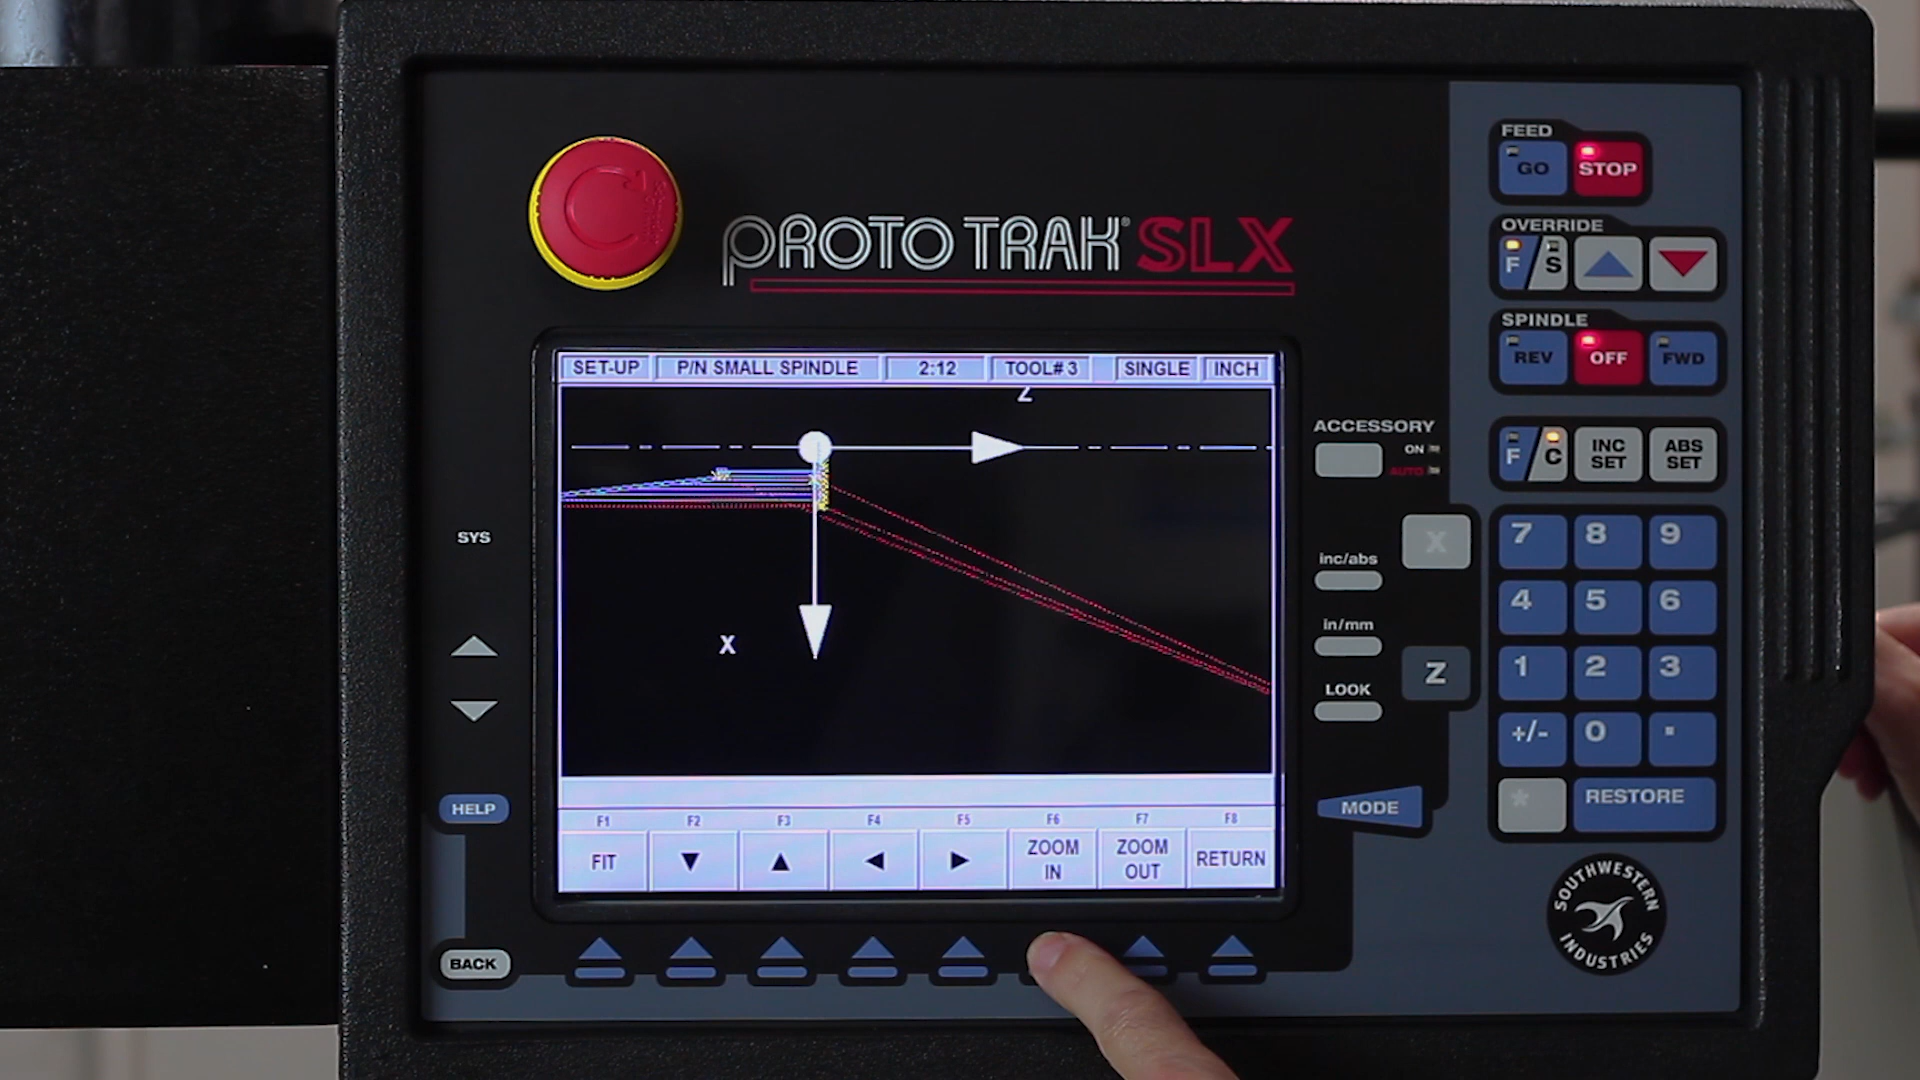 PROTO TRAK® SLX
SET-UP P/N SMALL SPINDLE 2:12 TOOL# 3 SINGLE INCH
Z
X
F1 F2 F3 F4 F5 F6 F7 F8
FIT ▼ ▲ ◀ ▶ ZOOM IN ZOOM OUT RETURN
SYS
HELP
BACK
FEED
GO STOP
OVERRIDE
F S
SPINDLE
REV OFF FWD
ACCESSORY
ON
AUTO
F C INC SET ABS SET
inc/abs
in/mm
LOOK
X
Z
MODE
7 8 9
4 5 6
1 2 3
+/- 0 .
* RESTORE
SOUTHWESTERN
INDUSTRIES